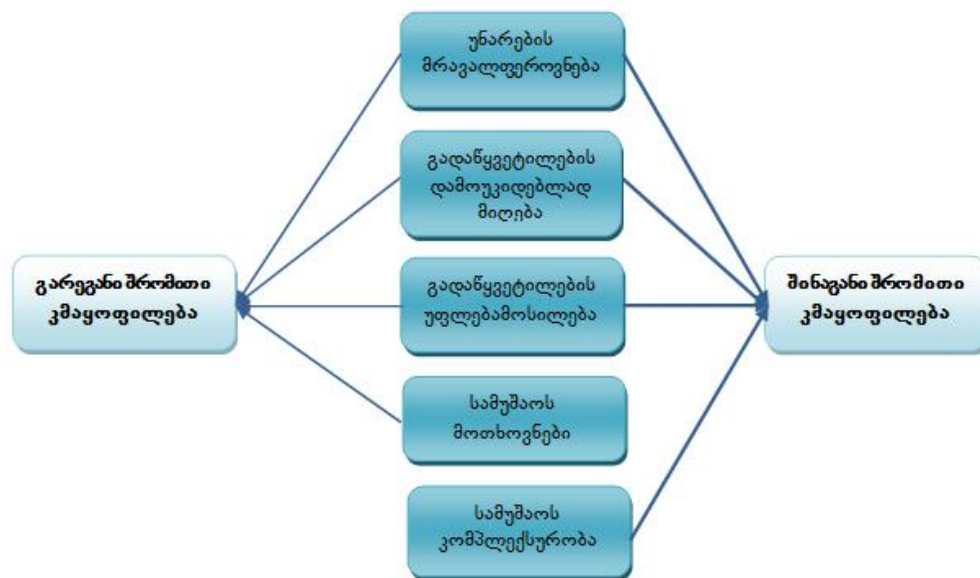 უნარების
მრავალფეროვნება
გადაწყვეტილების
დამოუკიდებლად
მიღება
გარეგანი შრომითი
კმაყოფილება
გადაწყვეტილების
უფლებამოსილება
შინაგანი შრომითი
კმაყოფილება
სამუშაოს
მოთხოვნები
სამუშაოს
კომპლექსურობა